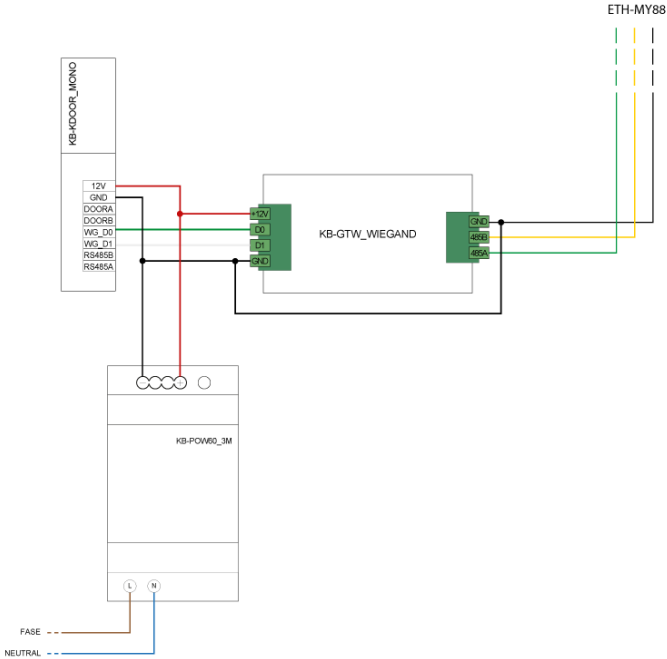 ETH-MY88
KB-KDOOR_MONO
12V
GND
DOORA
DOORB
WG_D0
WG_D1
RS485B
RS485A
+12V
D0
D1
GND
KB-GTW_WIEGAND
GND
485B
485A
- +
KB-POW60_3M
L N
FASE
NEUTRAL